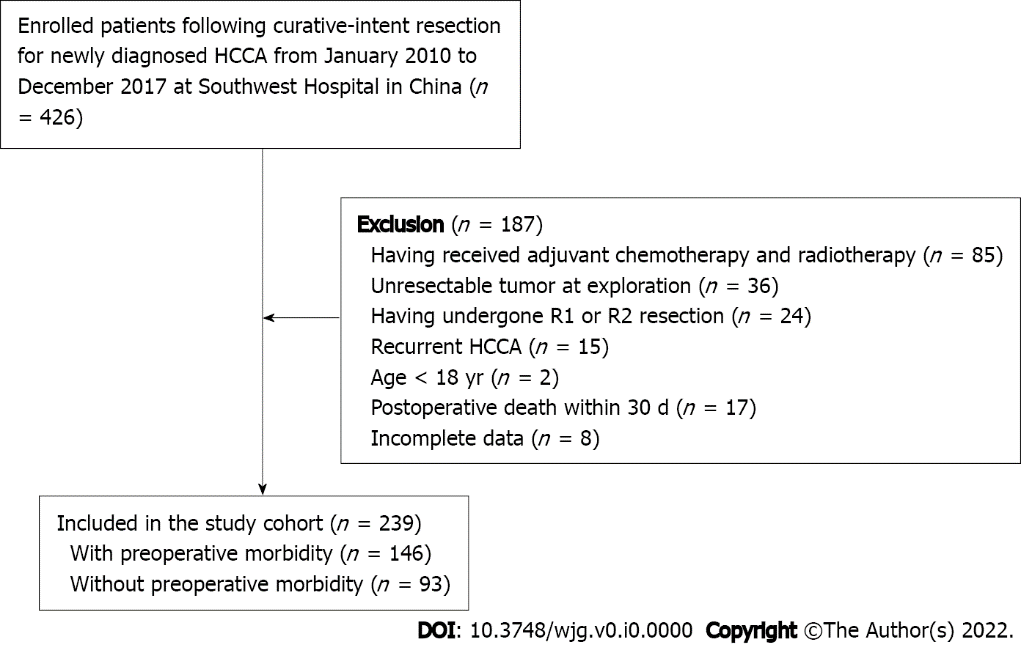 Enrolled patients following curative-intent resection
for newly diagnosed HCCA from January 2010 to
December 2017 at Southwest Hospital in China (n
= 426)
Exclusion (n = 187)
Having received adjuvant chemotherapy and radiotherapy (n = 85)
Unresectable tumor at exploration (n = 36)
Having undergone R1 or R2 resection (n = 24)
Recurrent HCCA (n = 15)
Age < 18 yr (n = 2)
Postoperative death within 30 d (n = 17)
Incomplete data (n = 8)
Included in the study cohort (n = 239)
With preoperative morbidity (n = 146)
Without preoperative morbidity (n = 93)
DOI: 10.3748/wjg.v0.i0.0000 Copyright ©The Author(s) 2022.